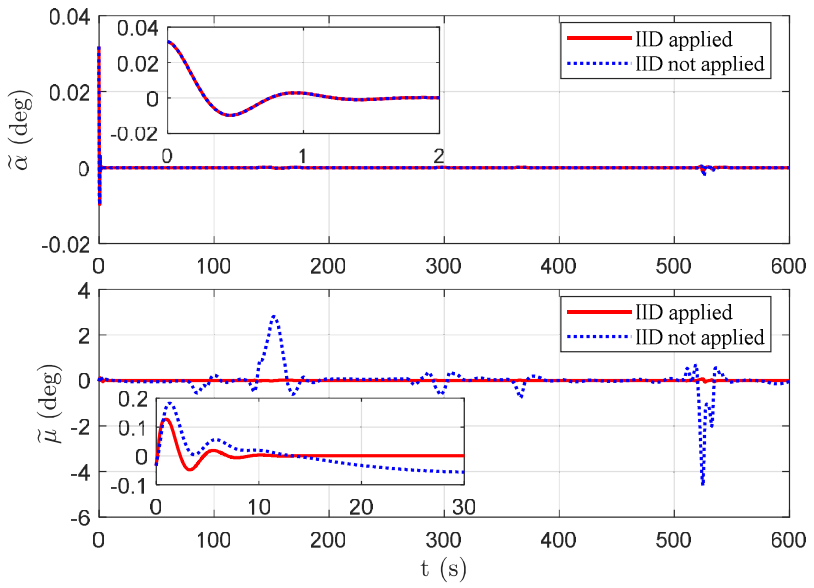 0.04
0.02
0
-0.02
α̃ (deg)
0.04
0.02
0
-0.02
0 1 2
IID applied
IID not applied
0 100 200 300 400 500 600
4
2
0
-2
-4
-6
μ̃ (deg)
IID applied
IID not applied
0.2
0.1
0
-0.1
0 10 20 30
0 100 200 300 400 500 600
t (s)